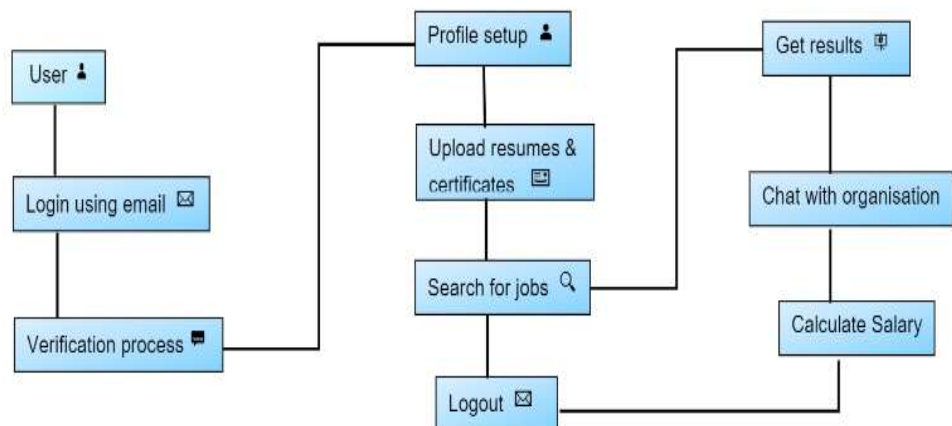 User
Login using email
Verification process
Profile setup
Upload resumes &
certificates
Search for jobs
Logout
Get results
Chat with organisation
Calculate Salary